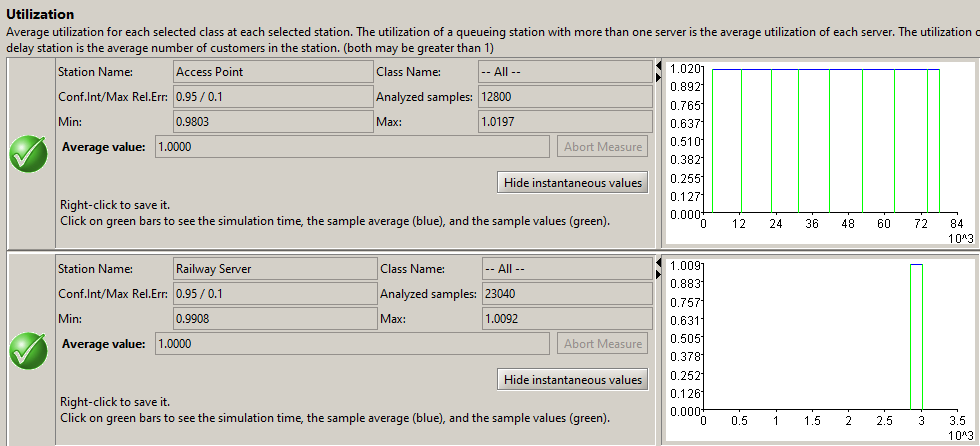 Utilization
Average utilization for each selected class at each selected station. The utilization of a queueing station with more than one server is the average utilization of each server. The utilization
delay station is the average number of customers in the station. (both may be greater than 1)
Station Name: Access Point Class Name: -- All --
Conf.Int/Max Rel.Err: 0.95 / 0.1 Analyzed samples: 12800
Min: 0.9803 Max: 1.0197
Average value: 1.0000 Abort Measure
Hide instantaneous values
Right-click to save it.
Click on green bars to see the simulation time, the sample average (blue), and the sample values (green).
1.020
0.892
0.765
0.637
0.510
0.382
0.255
0.127
0.000
0 12 24 36 48 60 72 84
10^3
Station Name: Railway Server Class Name: -- All --
Conf.Int/Max Rel.Err: 0.95 / 0.1 Analyzed samples: 23040
Min: 0.9908 Max: 1.0092
Average value: 1.0000 Abort Measure
Hide instantaneous values
Right-click to save it.
Click on green bars to see the simulation time, the sample average (blue), and the sample values (green).
1.009
0.883
0.757
0.631
0.505
0.378
0.252
0.126
0.000
0 0.5 1 1.5 2 2.5 3 3.5
10^3